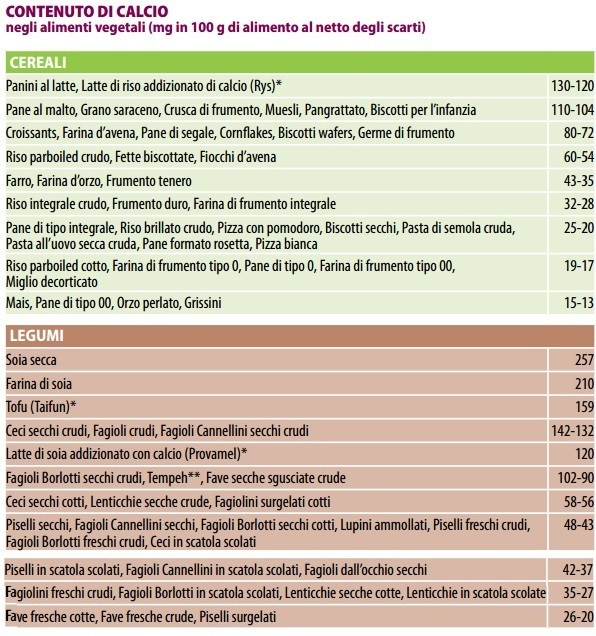 CONTENUTO DI CALCIO
negli alimenti vegetali (mg in 100 g di alimento al netto degli scarti)
CEREALI
Panini al latte, Latte di riso addizionato di calcio (Rys)* 130-120
Pane al malto, Grano saraceno, Crusca di frumento, Muesli, Pangrattato, Biscotti per l'infanzia 110-104
Croissants, Farina d'avena, Pane di segale, Cornflakes, Biscotti wafers, Germe di frumento 80-72
Riso parboiled crudo, Fette biscottate, Fiocchi d'avena 60-54
Farro, Farina d'orzo, Frumento tenero 43-35
Riso integrale crudo, Frumento duro, Farina di frumento integrale 32-28
Pane di tipo integrale, Riso brillato crudo, Pizza con pomodoro, Biscotti secchi, Pasta di semola cruda, 25-20
Pasta all'uovo secca cruda, Pane formato rosetta, Pizza bianca
Riso parboiled cotto, Farina di frumento tipo 0, Pane di tipo 0, Farina di frumento tipo 00, 19-17
Miglio decorticato
Mais, Pane di tipo 00, Orzo perlato, Grissini 15-13
LEGUMI
Soia secca 257
Farina di soia 210
Tofu (Taifun)* 159
Ceci secchi crudi, Fagioli crudi, Fagioli Cannellini secchi crudi 142-132
Latte di soia addizionato con calcio (Provamel)* 120
Fagioli Borlotti secchi crudi, Tempeh**, Fave secche sgusciate crude 102-90
Ceci secchi cotti, Lenticchie secche crude, Fagiolini surgelati cotti 58-56
Piselli secchi, Fagioli Cannellini secchi, Fagioli Borlotti secchi cotti, Lupini ammollati, Piselli freschi crudi, 48-43
Fagioli Borlotti freschi crudi, Ceci in scatola scolati
Piselli in scatola scolati, Fagioli Cannellini in scatola scolati, Fagioli dall'occhio secchi 42-37
Fagiolini freschi crudi, Fagioli Borlotti in scatola scolati, Lenticchie secche cotte, Lenticchie in scatola scolate 35-27
Fave fresche cotte, Fave fresche crude, Piselli surgelati 26-20